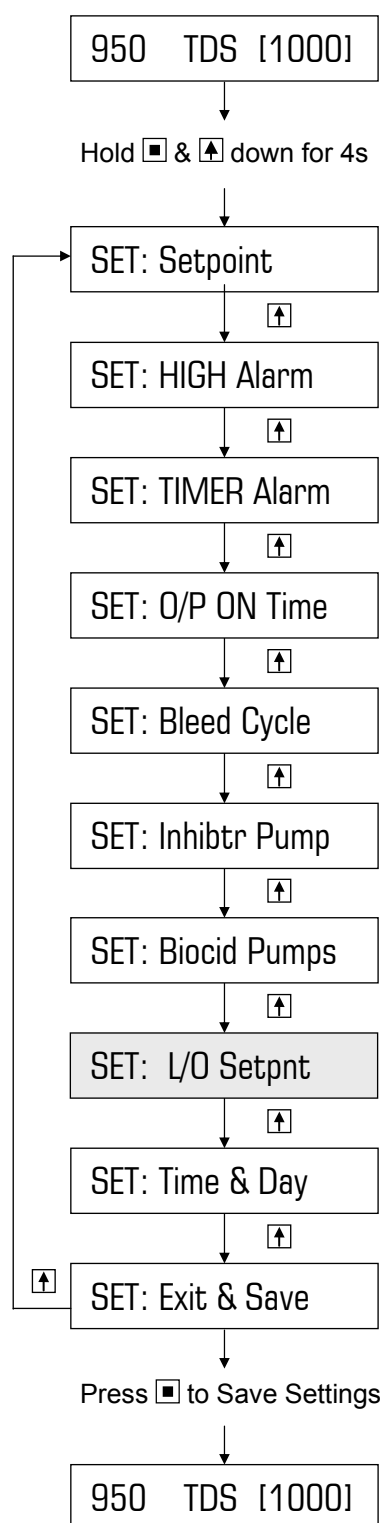 950 TDS [1000]
Hold & down for 4s
SET: Setpoint
SET: HIGH Alarm
SET: TIMER Alarm
SET: O/P ON Time
SET: Bleed Cycle
SET: Inhibtr Pump
SET: Biocid Pumps
SET: L/O Setpnt
SET: Time & Day
SET: Exit & Save
Press to Save Settings
950 TDS [1000]